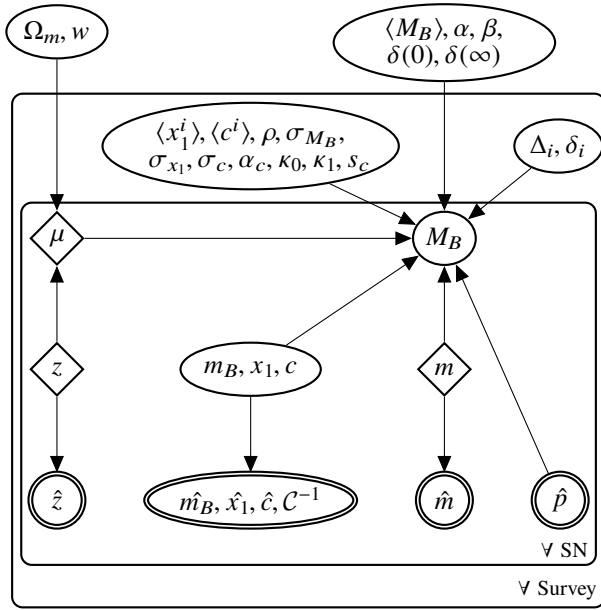 Ω_m, w
⟨M_B⟩, α, β,
δ(0), δ(∞)
⟨x_1^i⟩, ⟨c^i⟩, ρ, σ_{M_B},
σ_{x_1}, σ_c, α_c, κ_0, κ_1, s_c
Δ_i, δ_i
μ
M_B
z
m_B, x_1, c
m
ẑ
m̂_B, x̂_1, ĉ, 𝒞^{-1}
m̂
p̂
∀ SN
∀ Survey